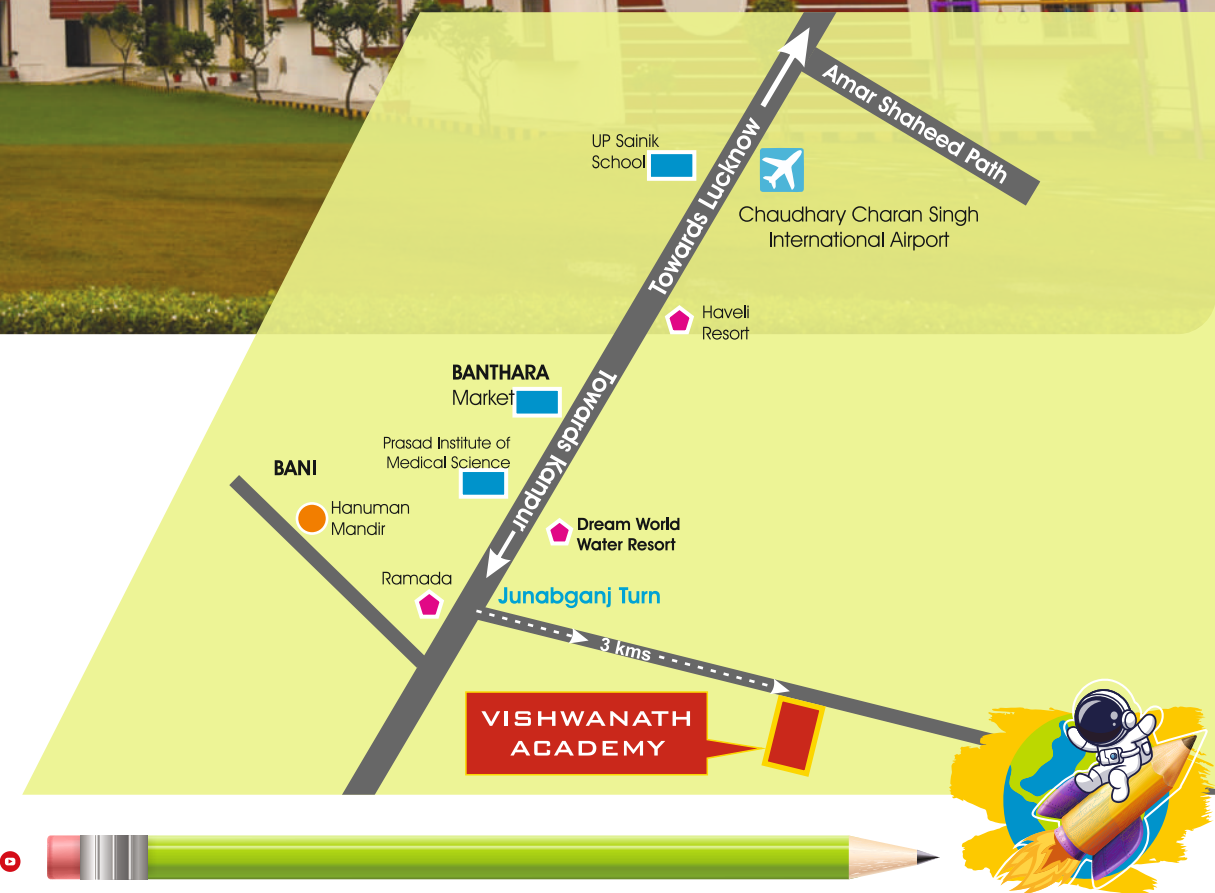 Amar Shaheed Path
UP Sainik
School
Towards Lucknow
Chaudhary Charan Singh
International Airport
Haveli
Resort
BANTHARA
Market
Towards Kanpur
Prasad Institute of
Medical Science
BANI
Hanuman
Mandir
Dream World
Water Resort
Ramada
Junabganj Turn
3 kms
VISHWANATH
ACADEMY